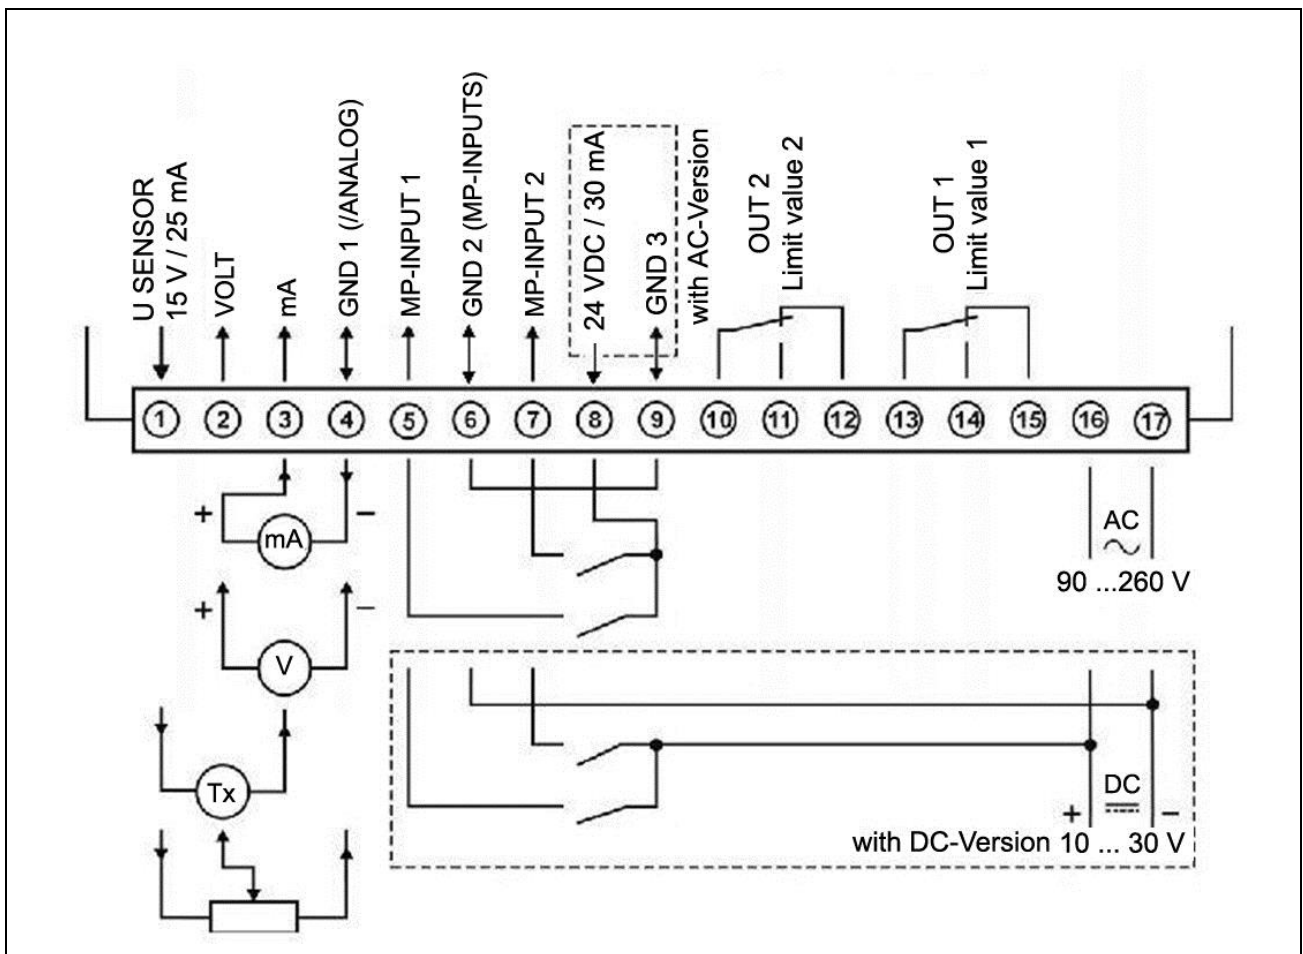 U SENSOR
15 V / 25 mA
VOLT
mA
GND 1 (/ANALOG)
MP-INPUT 1
GND 2 (MP-INPUTS)
MP-INPUT 2
24 VDC / 30 mA
GND 3
with AC-Version
OUT 2
Limit value 2
OUT 1
Limit value 1
1 2 3 4 5 6 7 8 9 10 11 12 13 14 15 16 17
+ mA −
AC
90 ...260 V
+ V −
Tx
DC
+ −
with DC-Version 10 ... 30 V